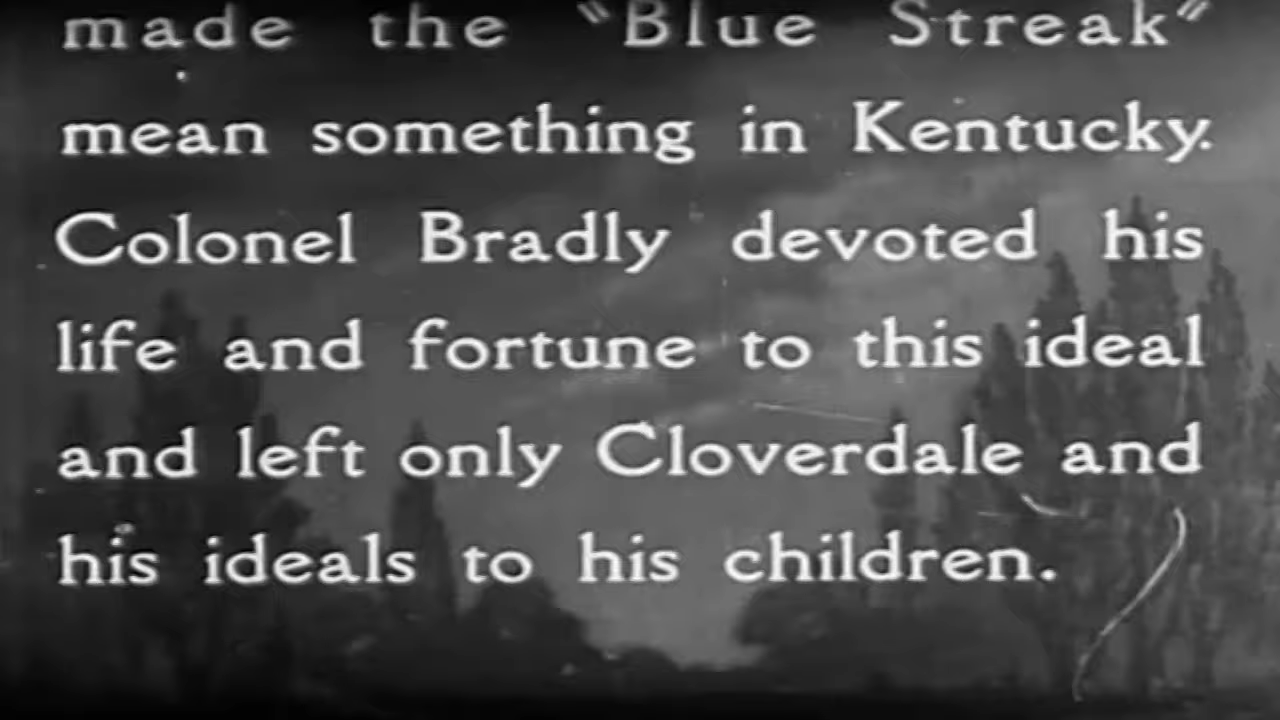 made the "Blue Streak"
mean something in Kentucky.
Colonel Bradly devoted his
life and fortune to this ideal
and left only Cloverdale and
his ideals to his children.